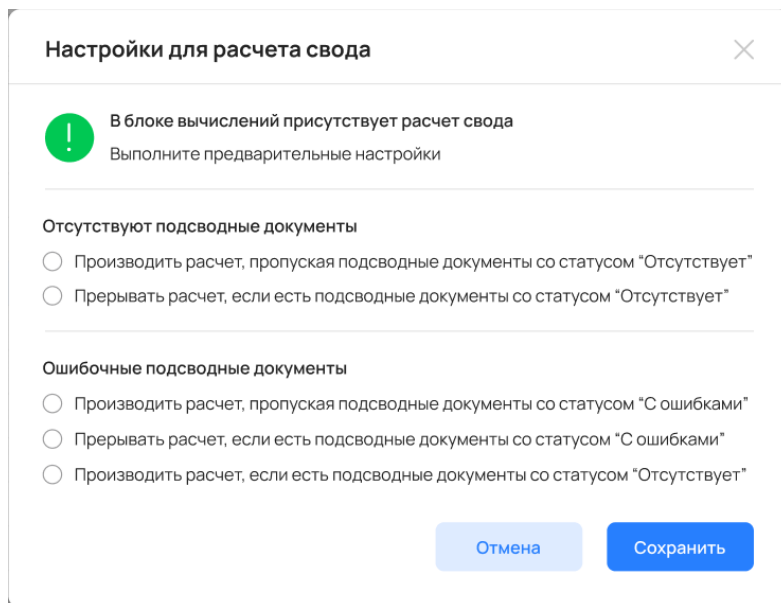 Настройки для расчета свода
В блоке вычислений присутствует расчет свода
Выполните предварительные настройки
Отсутствуют подсводные документы
Производить расчет, пропуская подсводные документы со статусом “Отсутствует”
Прерывать расчет, если есть подсводные документы со статусом “Отсутствует”
Ошибочные подсводные документы
Производить расчет, пропуская подсводные документы со статусом “С ошибками”
Прерывать расчет, если есть подсводные документы со статусом “С ошибками”
Производить расчет, если есть подсводные документы со статусом “Отсутствует”
Отмена
Сохранить